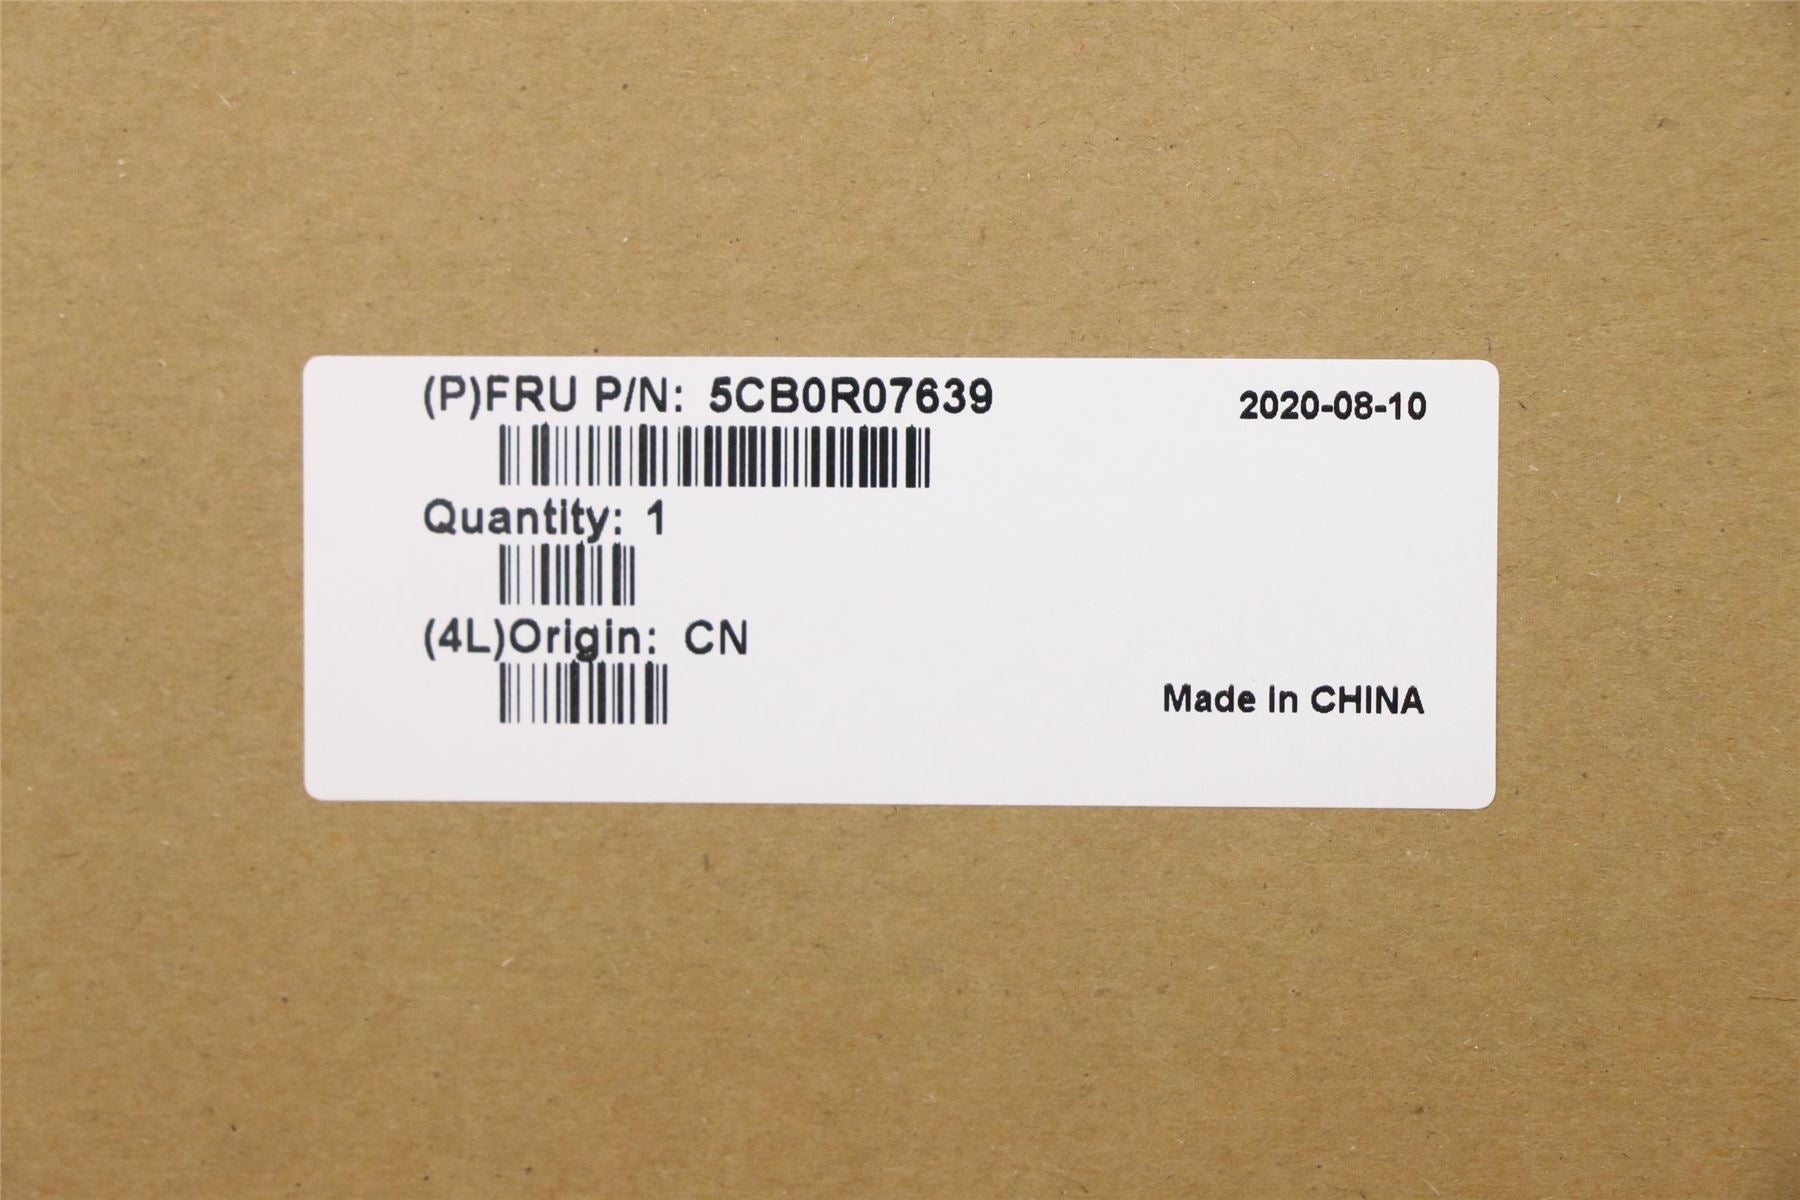 (P)FRU P/N: 5CB0R07639
2020-08-10
Quantity: 1
(4L)Origin: CN
Made in CHINA